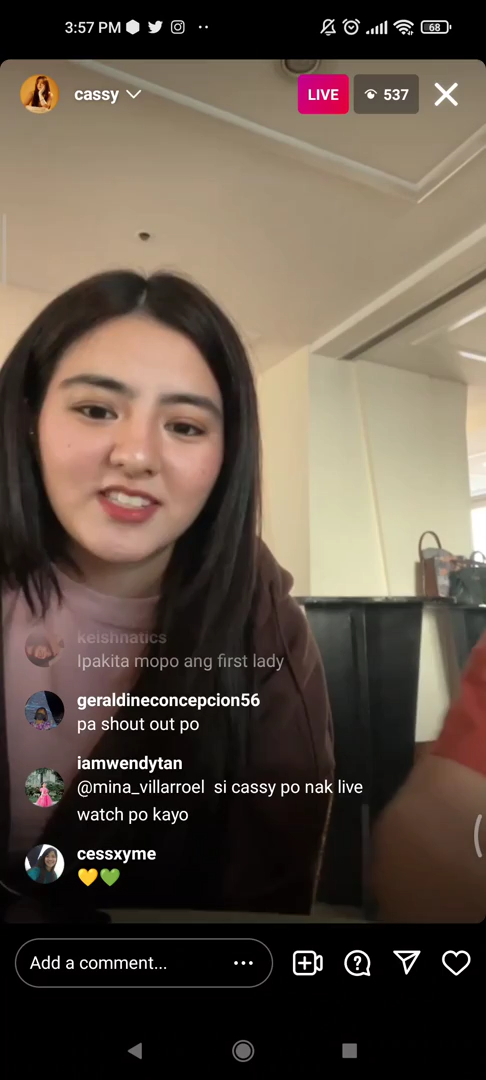 3:57 PM
68
cassy
LIVE
537
keishnatics
Ipakita mopo ang first lady
geraldineconcepcion56
pa shout out po
iamwendytan
@mina_villarroel si cassy po nak live
watch po kayo
cessxyme
💛💚
Add a comment...